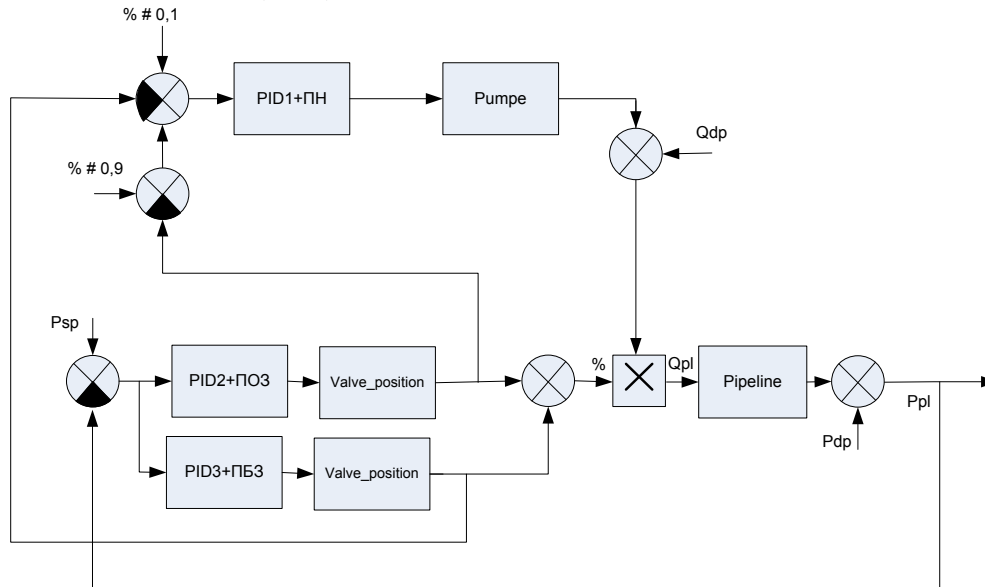 % # 0,1
PID1+ПН
Pumpe
Qdp
% # 0,9
Psp
PID2+ПОЗ
Valve_position
%
Qpl
Pipeline
Ppl
Pdp
PID3+ПБЗ
Valve_position